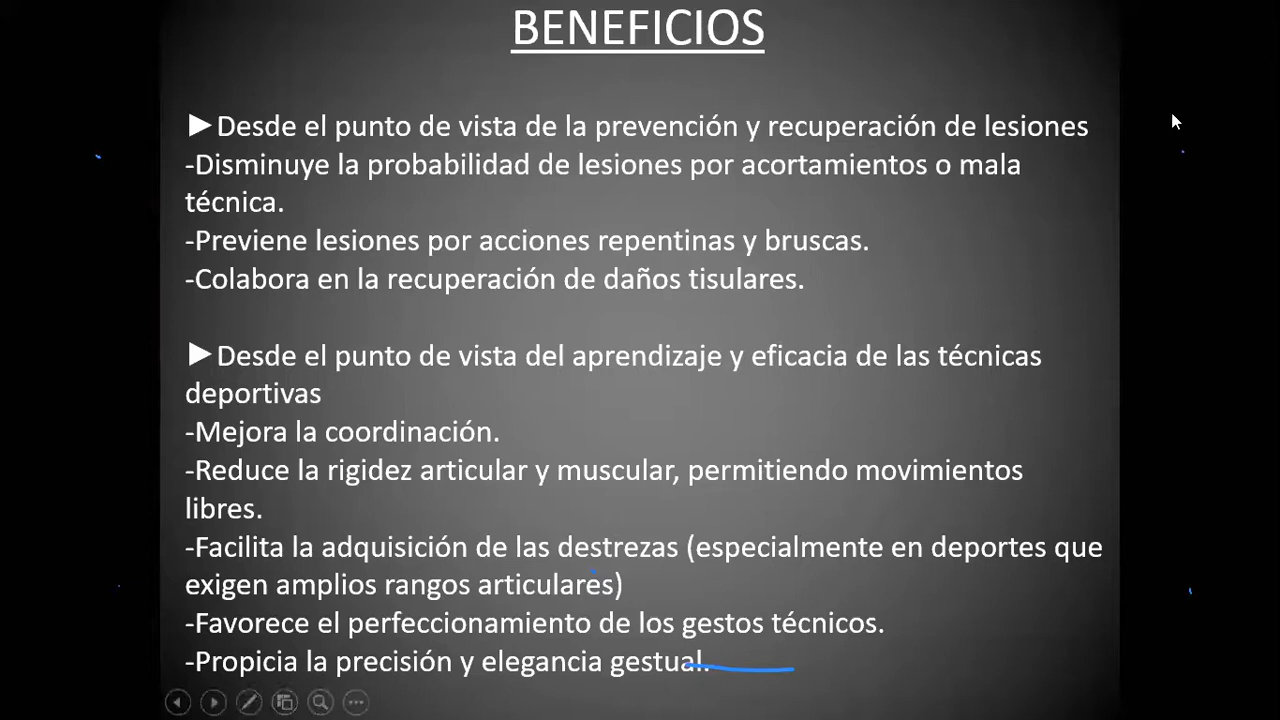 BENEFICIOS
►Desde el punto de vista de la prevención y recuperación de lesiones
-Disminuye la probabilidad de lesiones por acortamientos o mala
técnica.
-Previene lesiones por acciones repentinas y bruscas.
-Colabora en la recuperación de daños tisulares.
►Desde el punto de vista del aprendizaje y eficacia de las técnicas
deportivas
-Mejora la coordinación.
-Reduce la rigidez articular y muscular, permitiendo movimientos
libres.
-Facilita la adquisición de las destrezas (especialmente en deportes que
exigen amplios rangos articulares)
-Favorece el perfeccionamiento de los gestos técnicos.
-Propicia la precisión y elegancia gestual.